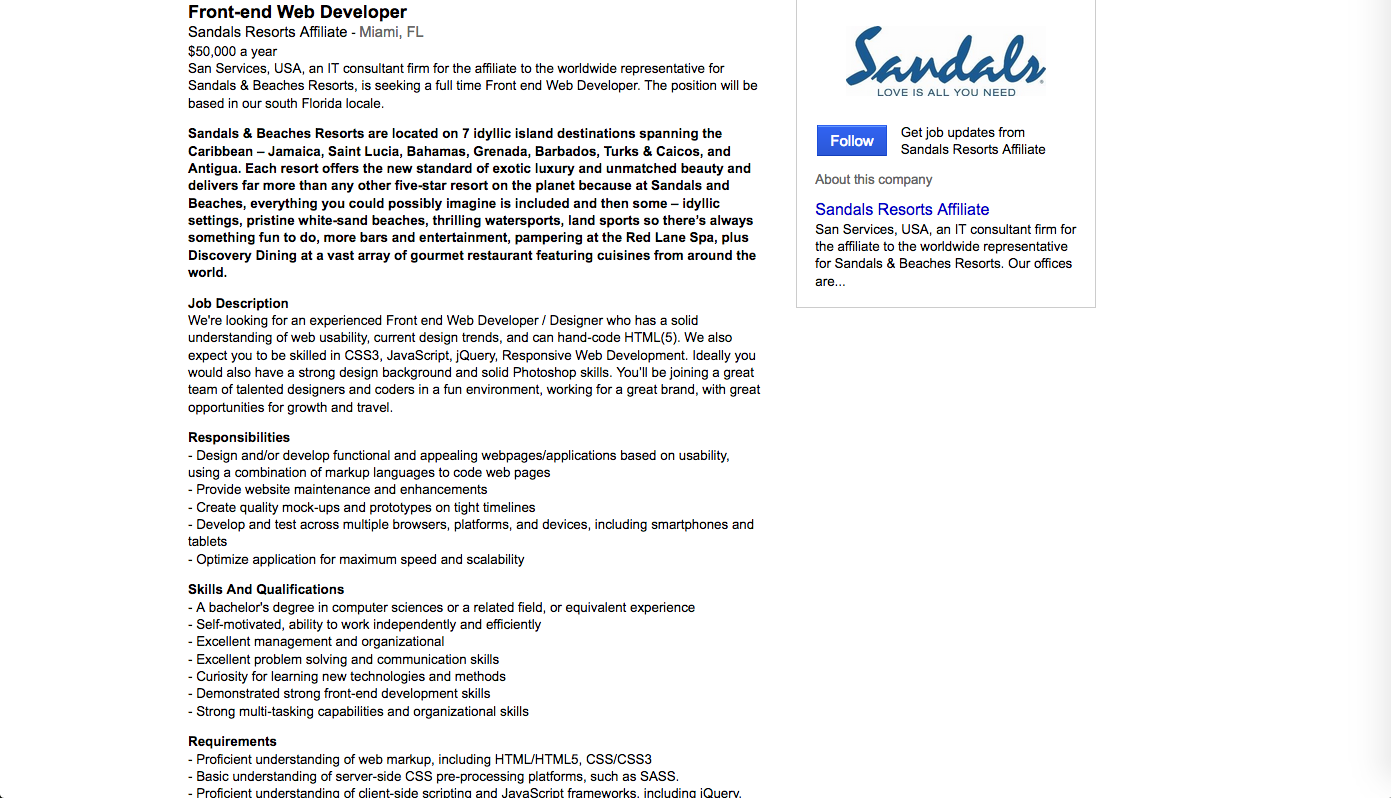 Front-end Web Developer
Sandals Resorts Affiliate - Miami, FL
$50,000 a year
San Services, USA, an IT consultant firm for the affiliate to the worldwide representative for
Sandals & Beaches Resorts, is seeking a full time Front end Web Developer. The position will be
based in our south Florida locale.
Sandals & Beaches Resorts are located on 7 idyllic island destinations spanning the
Caribbean – Jamaica, Saint Lucia, Bahamas, Grenada, Barbados, Turks & Caicos, and
Antigua. Each resort offers the new standard of exotic luxury and unmatched beauty and
delivers far more than any other five-star resort on the planet because at Sandals and
Beaches, everything you could possibly imagine is included and then some – idyllic
settings, pristine white-sand beaches, thrilling watersports, land sports so there's always
something fun to do, more bars and entertainment, pampering at the Red Lane Spa, plus
Discovery Dining at a vast array of gourmet restaurant featuring cuisines from around the
world.
Job Description
We're looking for an experienced Front end Web Developer / Designer who has a solid
understanding of web usability, current design trends, and can hand-code HTML(5). We also
expect you to be skilled in CSS3, JavaScript, jQuery, Responsive Web Development. Ideally you
would also have a strong design background and solid Photoshop skills. You'll be joining a great
team of talented designers and coders in a fun environment, working for a great brand, with great
opportunities for growth and travel.
Responsibilities
- Design and/or develop functional and appealing webpages/applications based on usability,
using a combination of markup languages to code web pages
- Provide website maintenance and enhancements
- Create quality mock-ups and prototypes on tight timelines
- Develop and test across multiple browsers, platforms, and devices, including smartphones and
tablets
- Optimize application for maximum speed and scalability
Skills And Qualifications
- A bachelor's degree in computer sciences or a related field, or equivalent experience
- Self-motivated, ability to work independently and efficiently
- Excellent management and organizational
- Excellent problem solving and communication skills
- Curiosity for learning new technologies and methods
- Demonstrated strong front-end development skills
- Strong multi-tasking capabilities and organizational skills
Requirements
- Proficient understanding of web markup, including HTML/HTML5, CSS/CSS3
- Basic understanding of server-side CSS pre-processing platforms, such as SASS.
- Proficient understanding of client-side scripting and JavaScript frameworks, including jQuery.
Sandals®
LOVE IS ALL YOU NEED
Follow
Get job updates from
Sandals Resorts Affiliate
About this company
Sandals Resorts Affiliate
San Services, USA, an IT consultant firm for
the affiliate to the worldwide representative
for Sandals & Beaches Resorts. Our offices
are...